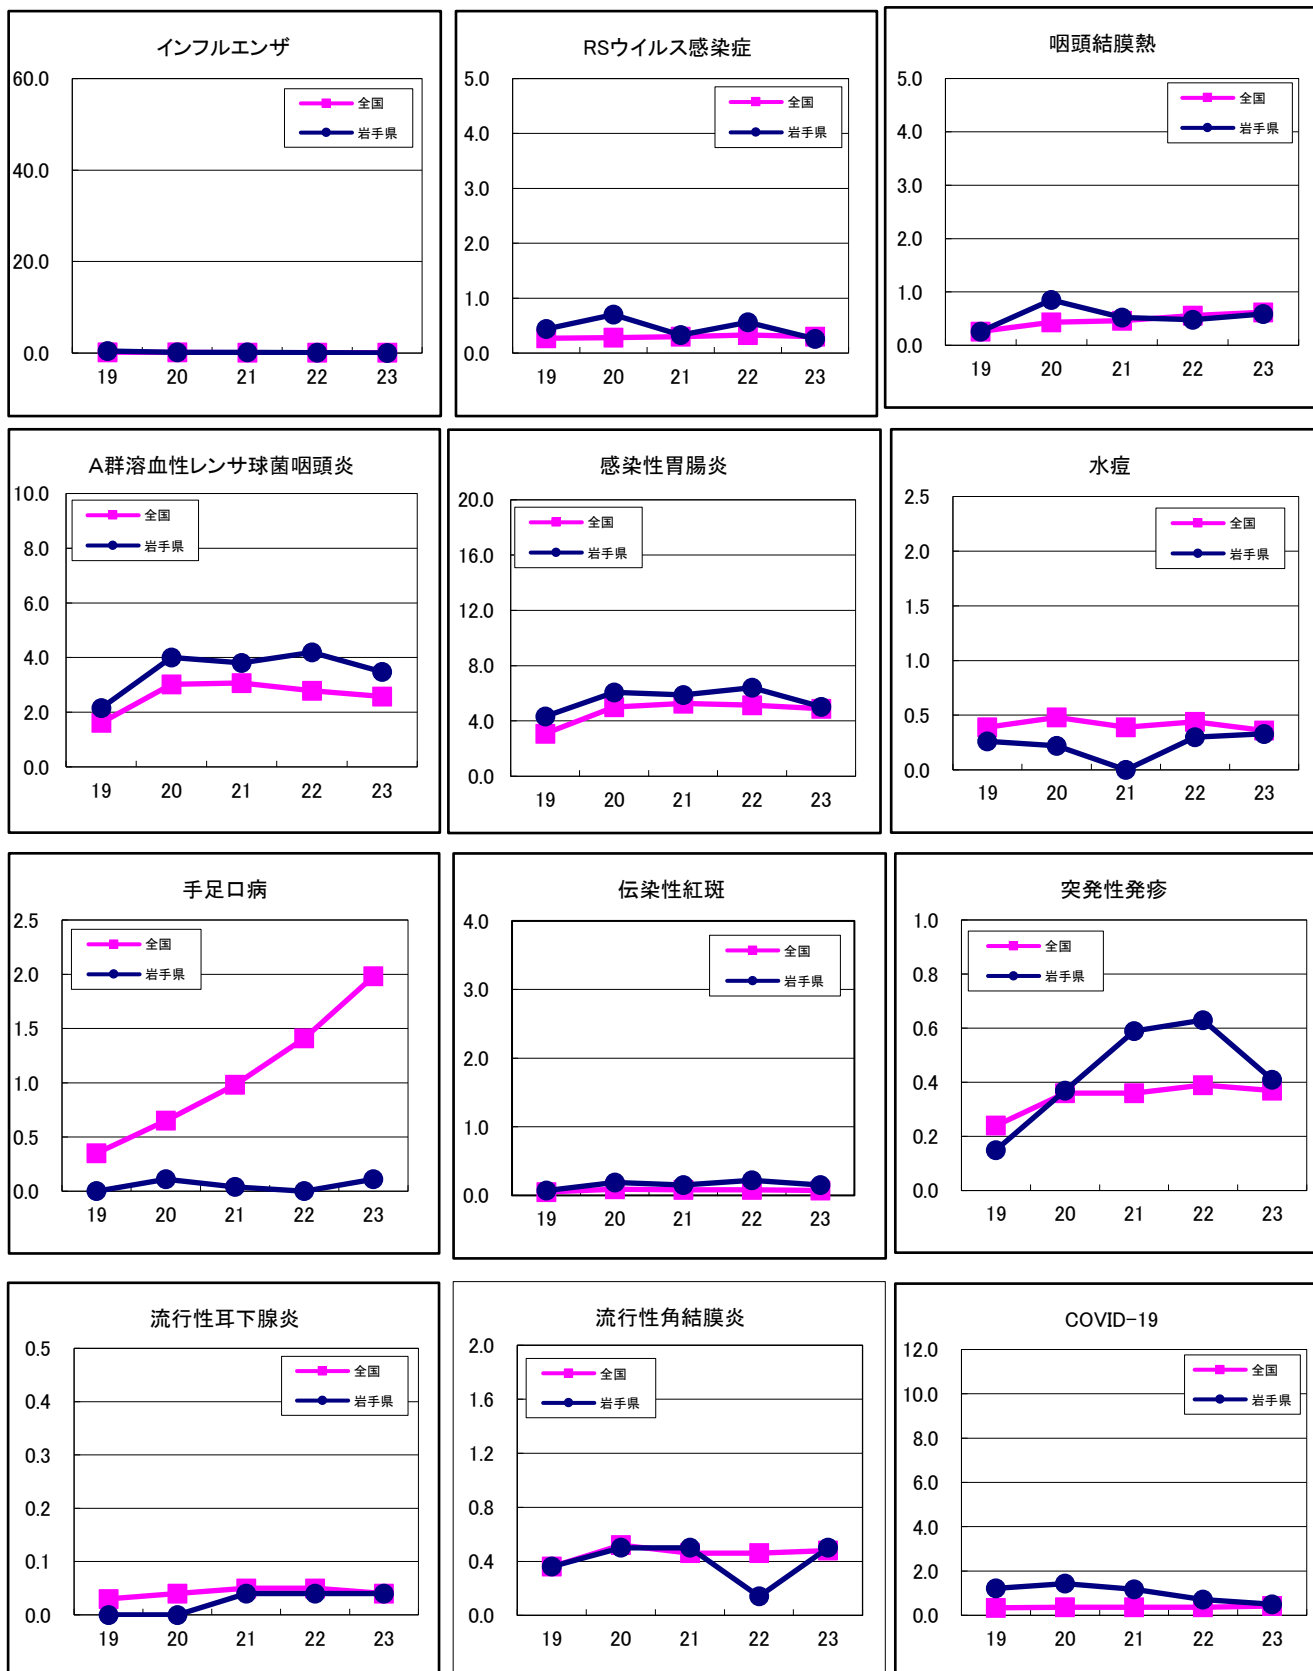 インフルエンザ
60.0
40.0
20.0
0.0
全国
岩手県
19 20 21 22 23
RSウイルス感染症
5.0
4.0
3.0
2.0
1.0
0.0
全国
岩手県
19 20 21 22 23
咽頭結膜熱
5.0
4.0
3.0
2.0
1.0
0.0
全国
岩手県
19 20 21 22 23
A群溶血性レンサ球菌咽頭炎
10.0
8.0
6.0
4.0
2.0
0.0
全国
岩手県
19 20 21 22 23
感染性胃腸炎
20.0
16.0
12.0
8.0
4.0
0.0
全国
岩手県
19 20 21 22 23
水痘
2.5
2.0
1.5
1.0
0.5
0.0
全国
岩手県
19 20 21 22 23
手足口病
2.5
2.0
1.5
1.0
0.5
0.0
全国
岩手県
19 20 21 22 23
伝染性紅斑
4.0
3.0
2.0
1.0
0.0
全国
岩手県
19 20 21 22 23
突発性発疹
1.0
0.8
0.6
0.4
0.2
0.0
全国
岩手県
19 20 21 22 23
流行性耳下腺炎
0.5
0.4
0.3
0.2
0.1
0.0
全国
岩手県
19 20 21 22 23
流行性角結膜炎
2.0
1.6
1.2
0.8
0.4
0.0
全国
岩手県
19 20 21 22 23
COVID-19
12.0
10.0
8.0
6.0
4.0
2.0
0.0
全国
岩手県
19 20 21 22 23